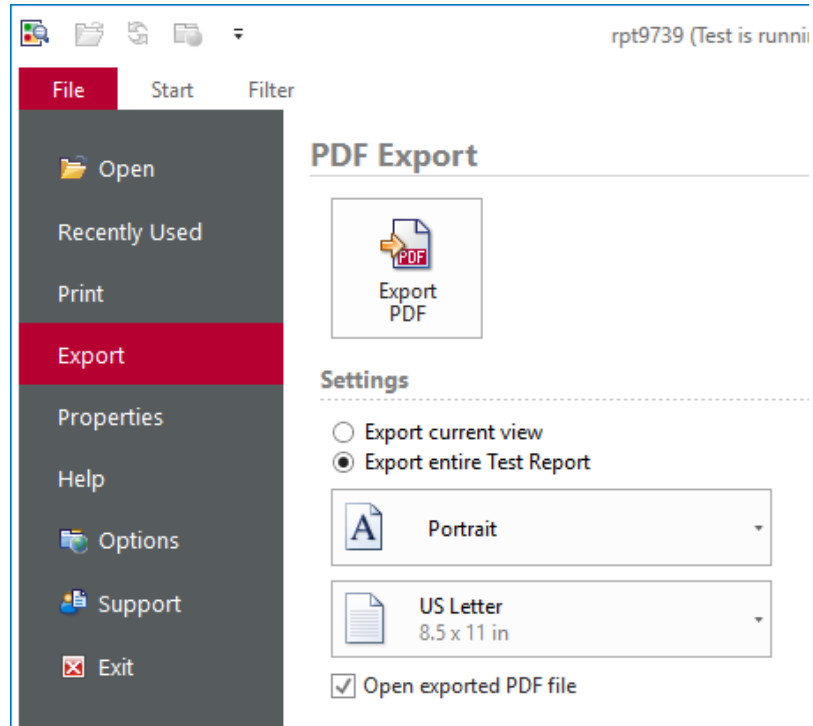 rpt9739 (Test is runni
File Start Filter
PDF Export
Open
Recently Used
Print
Export
Properties
Help
Options
Support
Exit
PDF
Export
PDF
Settings
Export current view
Export entire Test Report
A
Portrait
US Letter
8.5 x 11 in
Open exported PDF file